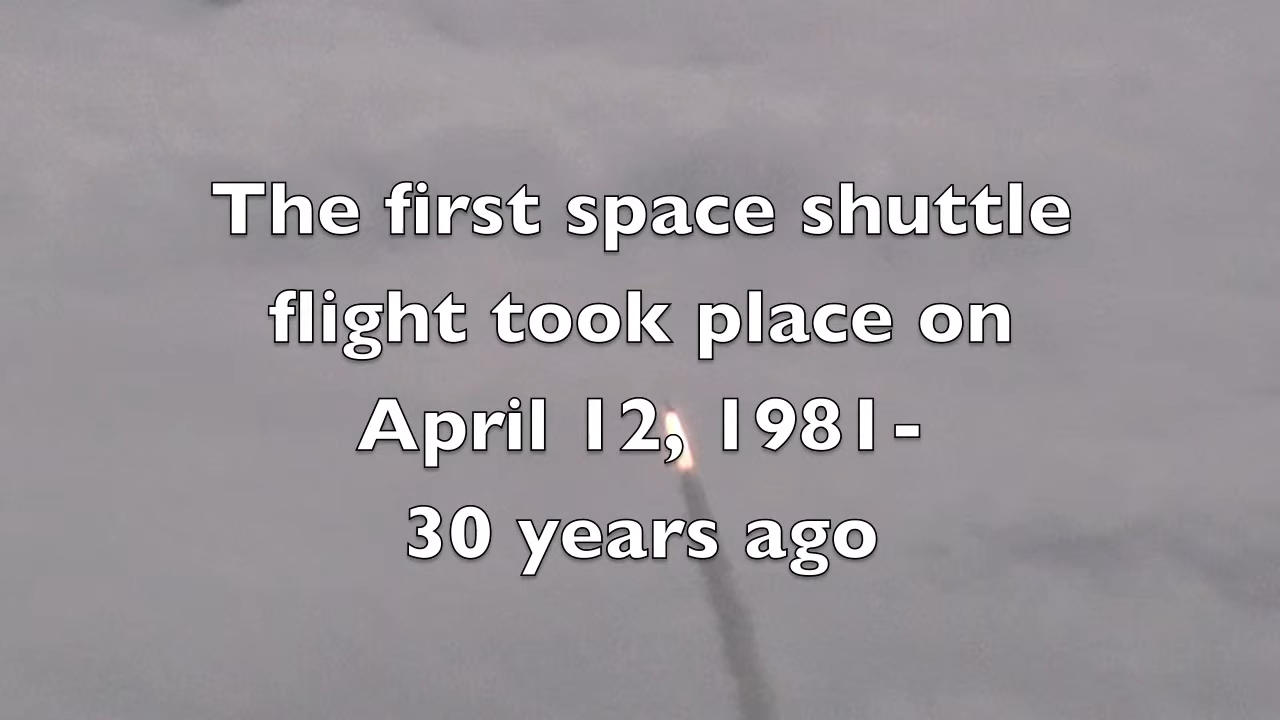 The first space shuttle
flight took place on
April 12, 1981-
30 years ago